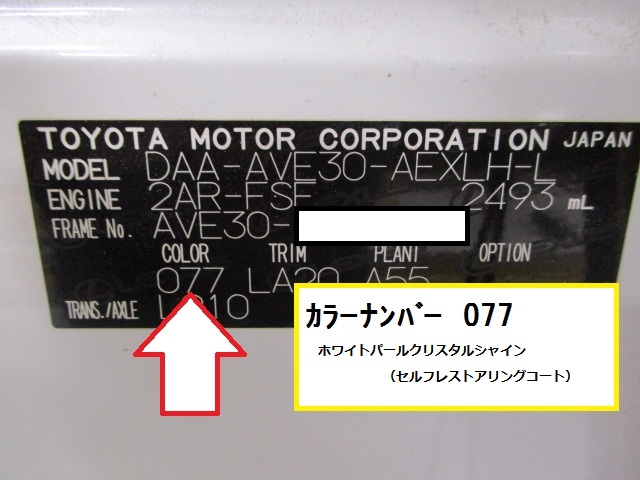 TOYOTA MOTOR CORPORATION JAPAN
MODEL DAA-AVE30-AEXLH-L
ENGINE 2AR-FSE 2493 mL
FRAME No. AVE30-
COLOR TRIM PLANT OPTION
077 LA20 A55
TRANS./AXLE
カラーナンバー 077
ホワイトパールクリスタルシャイン
（セルフレストアリングコート）